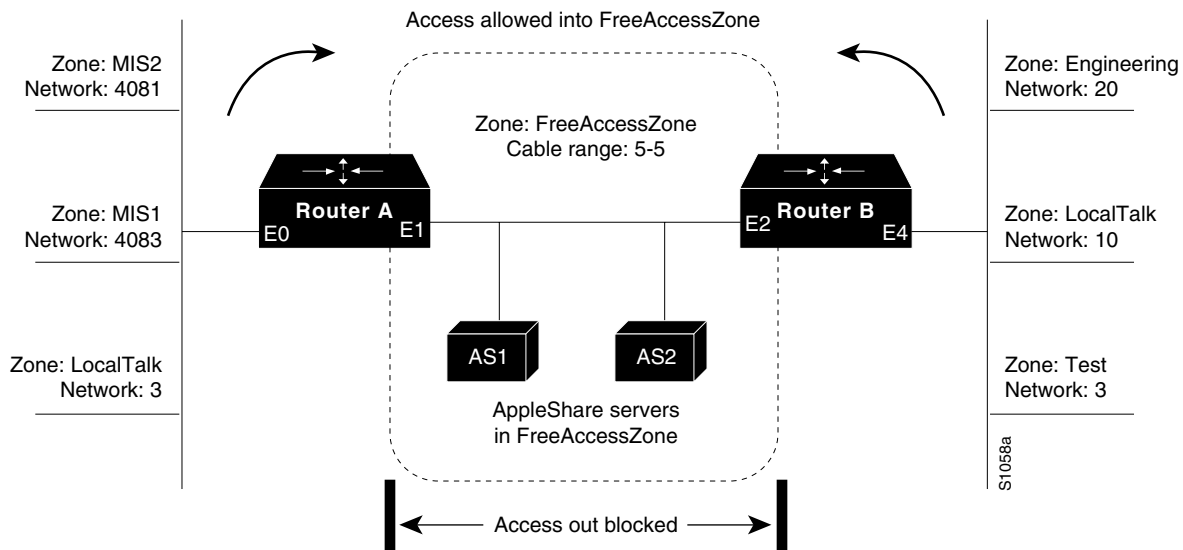 Access allowed into FreeAccessZone
Zone: MIS2
Network: 4081
Zone: Engineering
Network: 20
Zone: FreeAccessZone
Cable range: 5-5
Zone: MIS1
Network: 4083
Router A
E0
E1
Router B
E2
E4
Zone: LocalTalk
Network: 10
Zone: LocalTalk
Network: 3
AS1
AS2
Zone: Test
Network: 3
AppleShare servers
in FreeAccessZone
S1058a
Access out blocked